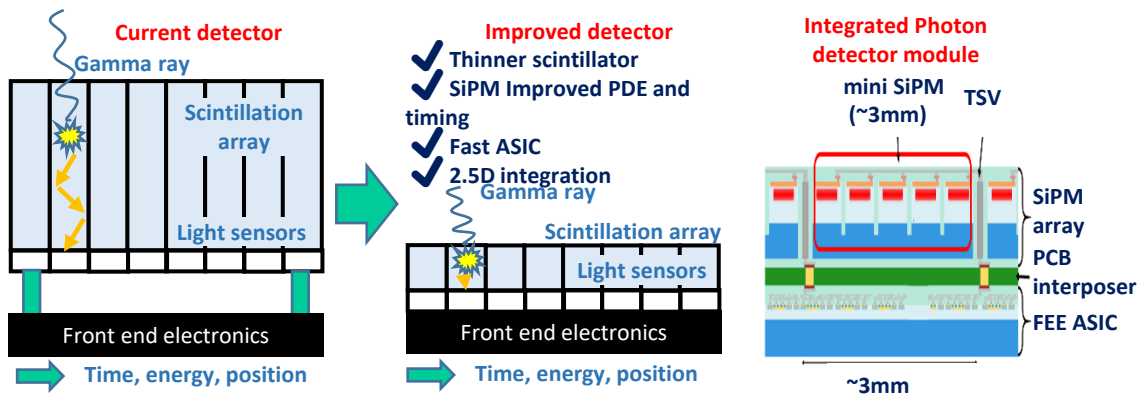 Current detector
Gamma ray
Scintillation
array
Light sensors
Front end electronics
Time, energy, position
Improved detector
Thinner scintillator
SiPM Improved PDE and
timing
Fast ASIC
2.5D integration
Gamma ray
Scintillation array
Light sensors
Front end electronics
Time, energy, position
Integrated Photon
detector module
mini SiPM
(~3mm)
TSV
SiPM
array
PCB
interposer
FEE ASIC
~3mm